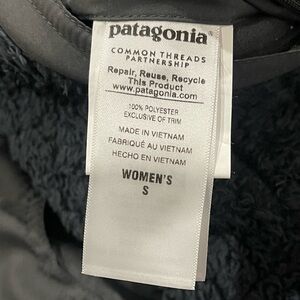 patagonia®
COMMON THREADS
PARTNERSHIP
Repair, Reuse, Recycle
This Product
www.patagonia.com
100% POLYESTER
EXCLUSIVE OF TRIM
MADE IN VIETNAM
FABRIQUÉ AU VIETNAM
HECHO EN VIETNAM
WOMEN'S
S